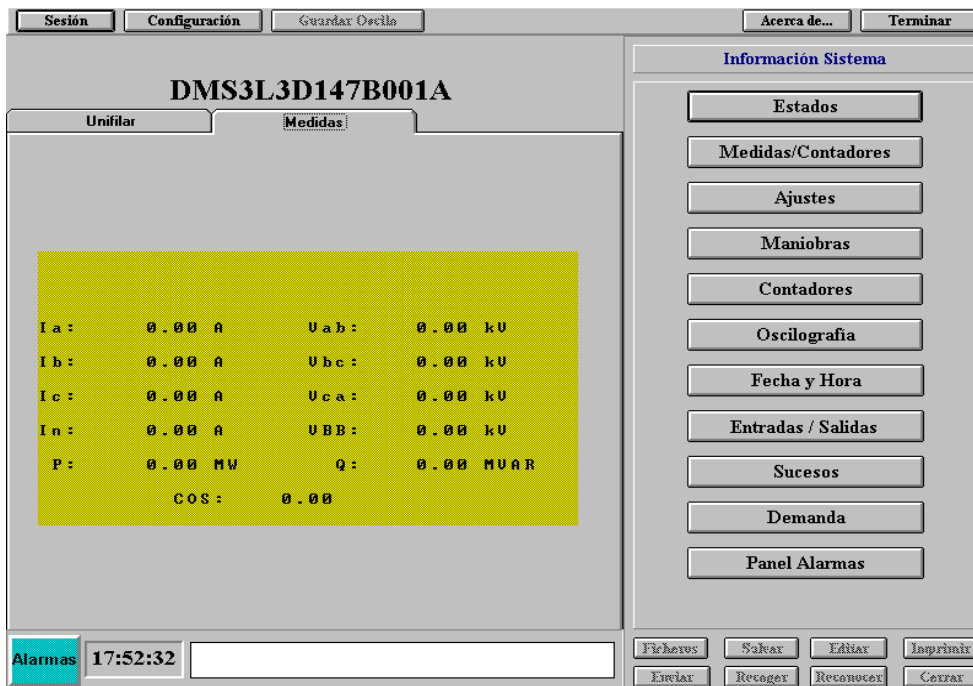 Sesión Configuración Guardar Oscilo Acerca de... Terminar
Información Sistema
DMS3L3D147B001A
Unifilar Medidas
Estados
Medidas/Contadores
Ajustes
Maniobras
Contadores
Oscilografía
Fecha y Hora
Entradas / Salidas
Sucesos
Demanda
Panel Alarmas
Ia: 0.00 A Vab: 0.00 kV
Ib: 0.00 A Vbc: 0.00 kV
Ic: 0.00 A Vca: 0.00 kV
In: 0.00 A VBB: 0.00 kV
P: 0.00 MW Q: 0.00 MVAR
COS: 0.00
Alarmas 17:52:32
Ficheros Salvar Editar Imprimir
Enviar Recoger Reconocer Cerrar